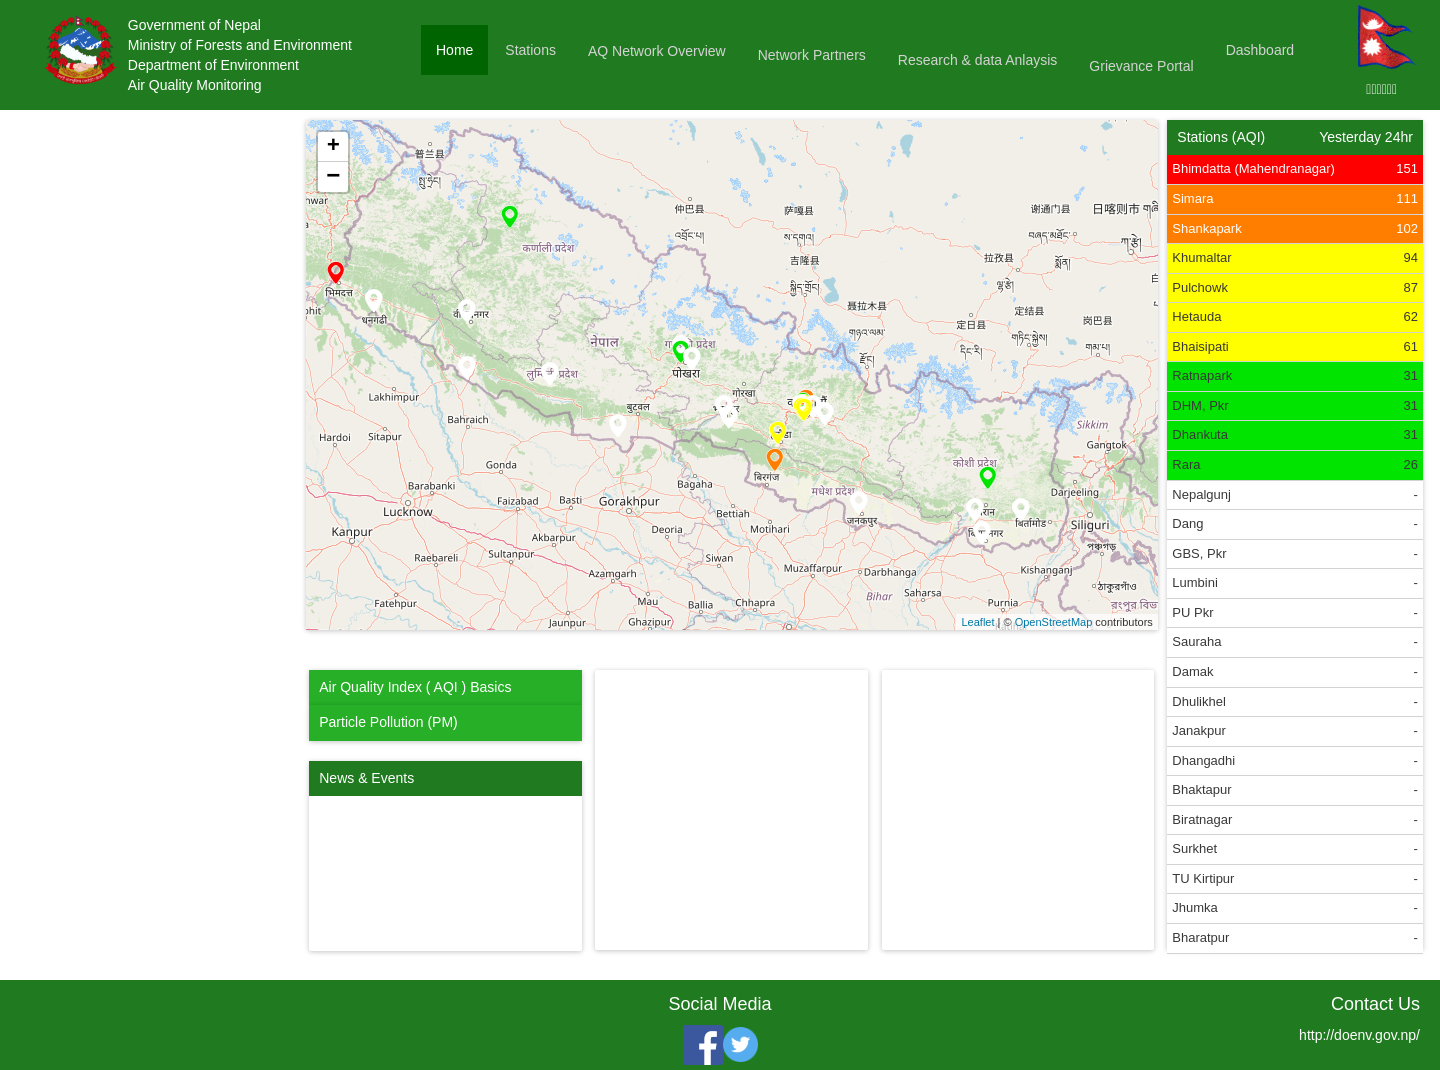 Government of Nepal
Ministry of Forests and Environment
Department of Environment
Air Quality Monitoring
Home
Stations
AQ Network Overview
Network Partners
Research & data Anlaysis
Grievance Portal
Dashboard
+
−
普兰县
仲巴县
萨嘎县
谢通门县
日喀则市
吉隆县
拉孜县
聂拉木县
定日县
定结县
岗巴县
कर्णाली प्रदेश
भिमदत्त
धनगढी
नेपाल
पोखरा
गोरखा
बुटवल
बिरगंज
मधेश प्रदेश
जनकपुर
कोशी प्रदेश
बिर्तामोड
Sikkim
Gangtok
Darjeeling
Siliguri
Lakhimpur
Bahraich
Hardoi
Sitapur
Gonda
Barabanki
Faizabad
Basti
Gorakhpur
Bagaha
Lucknow
Bettiah
Kanpur
Deoria
Motihari
Akbarpur
Raebareli
Sultanpur
Siwan
Azamgarh
Muzaffarpur
Darbhanga
Kishanganj
Fatehpur
Mau
Ballia
Chhapra
Bihar
Saharsa
Purnia
Jaunpur
Ghazipur
Leaflet | © OpenStreetMap contributors
Stations (AQI) Yesterday 24hr
Bhimdatta (Mahendranagar) 151
Simara 111
Shankapark 102
Khumaltar 94
Pulchowk 87
Hetauda 62
Bhaisipati 61
Ratnapark 31
DHM, Pkr 31
Dhankuta 31
Rara 26
Nepalgunj -
Dang -
GBS, Pkr -
Lumbini -
PU Pkr -
Sauraha -
Damak -
Dhulikhel -
Janakpur -
Dhangadhi -
Bhaktapur -
Biratnagar -
Surkhet -
TU Kirtipur -
Jhumka -
Bharatpur -
Air Quality Index ( AQI ) Basics
Particle Pollution (PM)
News & Events
Social Media
Contact Us
http://doenv.gov.np/